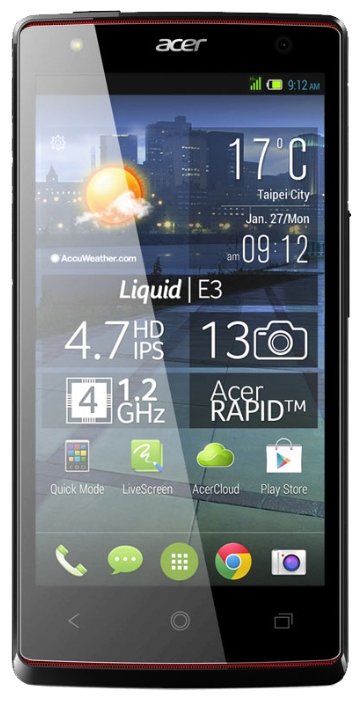 acer
9:12 AM
17°C
Taipei City
Jan. 27/Mon
am 09:12
AccuWeather.com
Liquid | E3
4.7 HD IPS
13
4 1.2 GHz
Acer RAPID™
Quick Mode LiveScreen AcerCloud Play Store